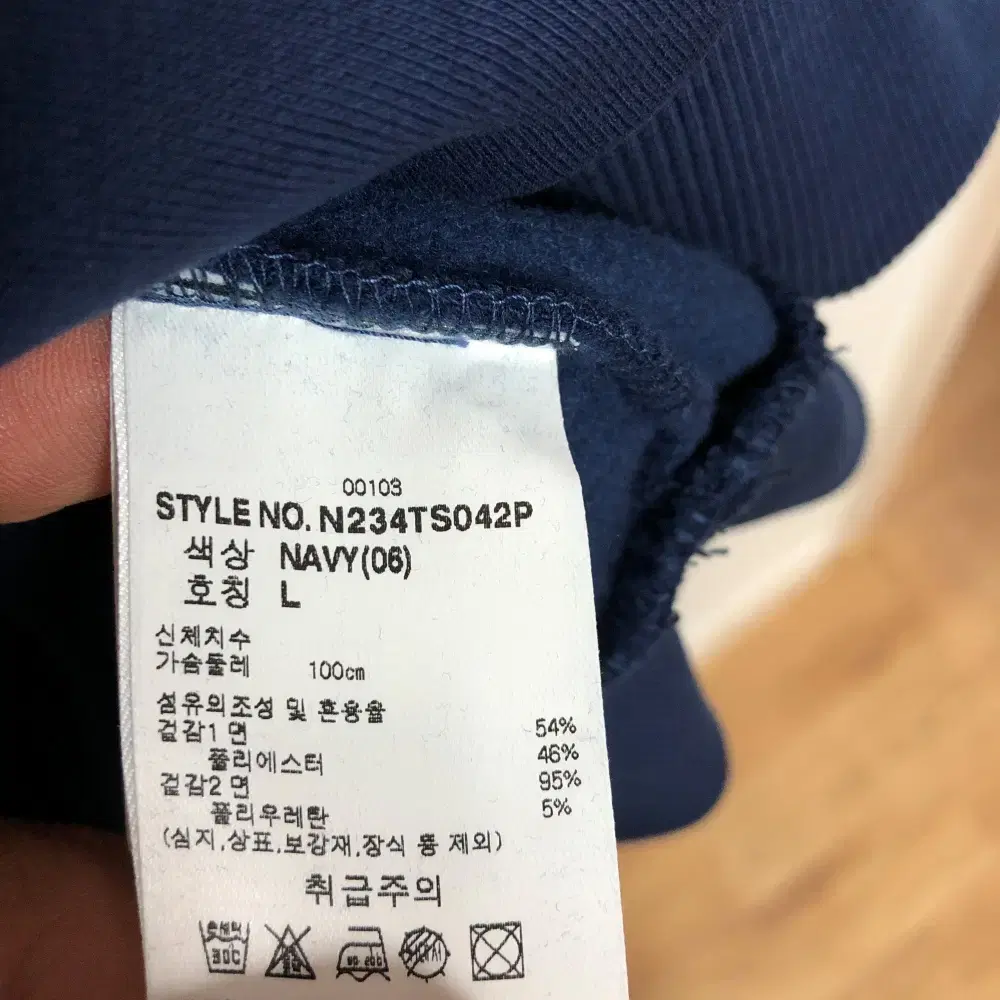 00103
STYLE NO. N234TS042P
색상 NAVY(06)
호칭 L
신체치수
가슴둘레 100cm
섬유의조성 및 혼용율
겉감1 면 54%
폴리에스터 46%
겉감2 면 95%
폴리우레탄 5%
(심지,상표,보강재,장식 등 제외)
취급주의
30C